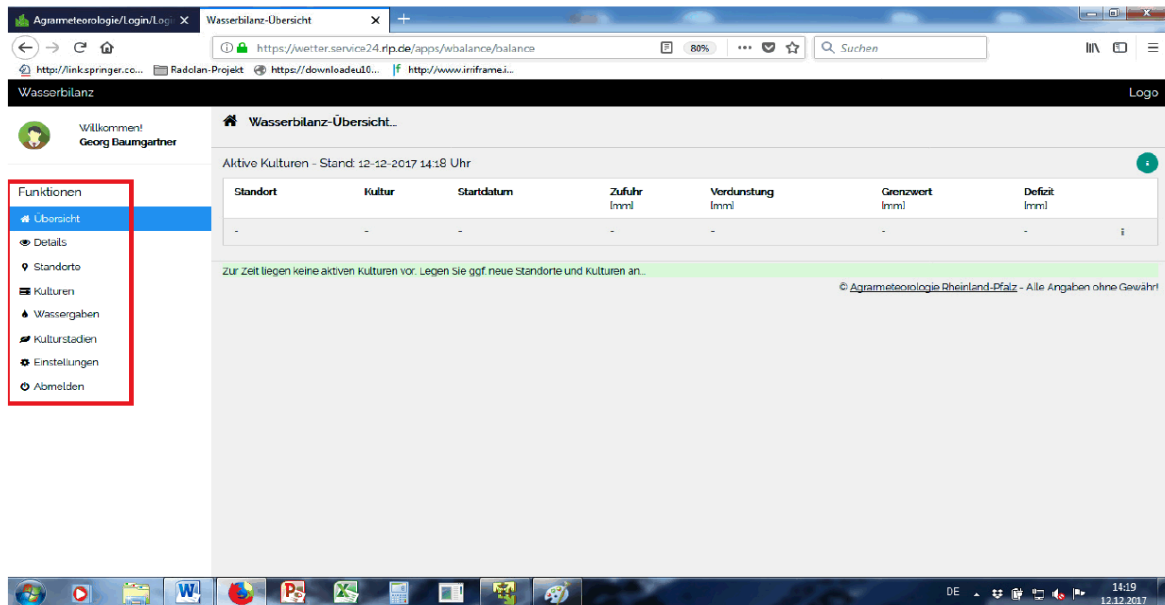 Agrarmeteorologie/Login/Logi
Wasserbilanz-Übersicht
https://wetter.service24.rlp.de/apps/wbalance/balance
80%
Suchen
http://link.springer.co...
Radolan-Projekt
https://downloadeu10...
http://www.irriframe.i...
Wasserbilanz
Logo
Willkommen!
Georg Baumgartner
Wasserbilanz-Übersicht...
Aktive Kulturen - Stand: 12-12-2017 14:18 Uhr
Funktionen
Übersicht
Details
Standorte
Kulturen
Wassergaben
Kulturstadien
Einstellungen
Abmelden
Standort Kultur Startdatum Zufuhr Verdunstung Grenzwert Defizit
[mm] [mm] [mm] [mm]
- - - - - - -
Zur Zeit liegen keine aktiven Kulturen vor. Legen Sie ggf. neue Standorte und Kulturen an...
© Agrarmeteorologie Rheinland-Pfalz - Alle Angaben ohne Gewähr!
DE
14:19
12.12.2017